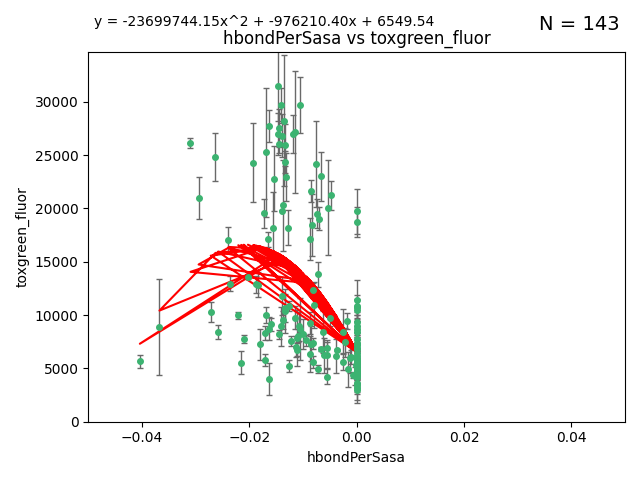 y = -23699744.15x^2 + -976210.40x + 6549.54
N = 143
hbondPerSasa vs toxgreen_fluor
30000
25000
20000
15000
10000
5000
0
toxgreen_fluor
−0.04
−0.02
0.00
0.02
0.04
hbondPerSasa